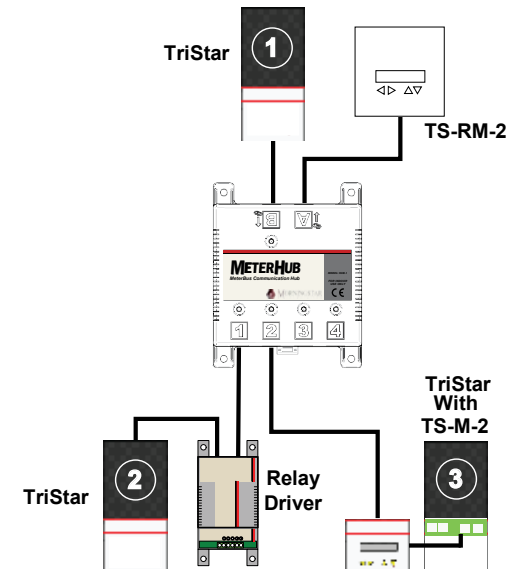 TriStar
1
TS-RM-2
B
A
METERHUB
MeterBus Communication Hub
MORNINGSTAR
CE
1
2
3
4
TriStar
With
TS-M-2
TriStar
2
Relay
Driver
3